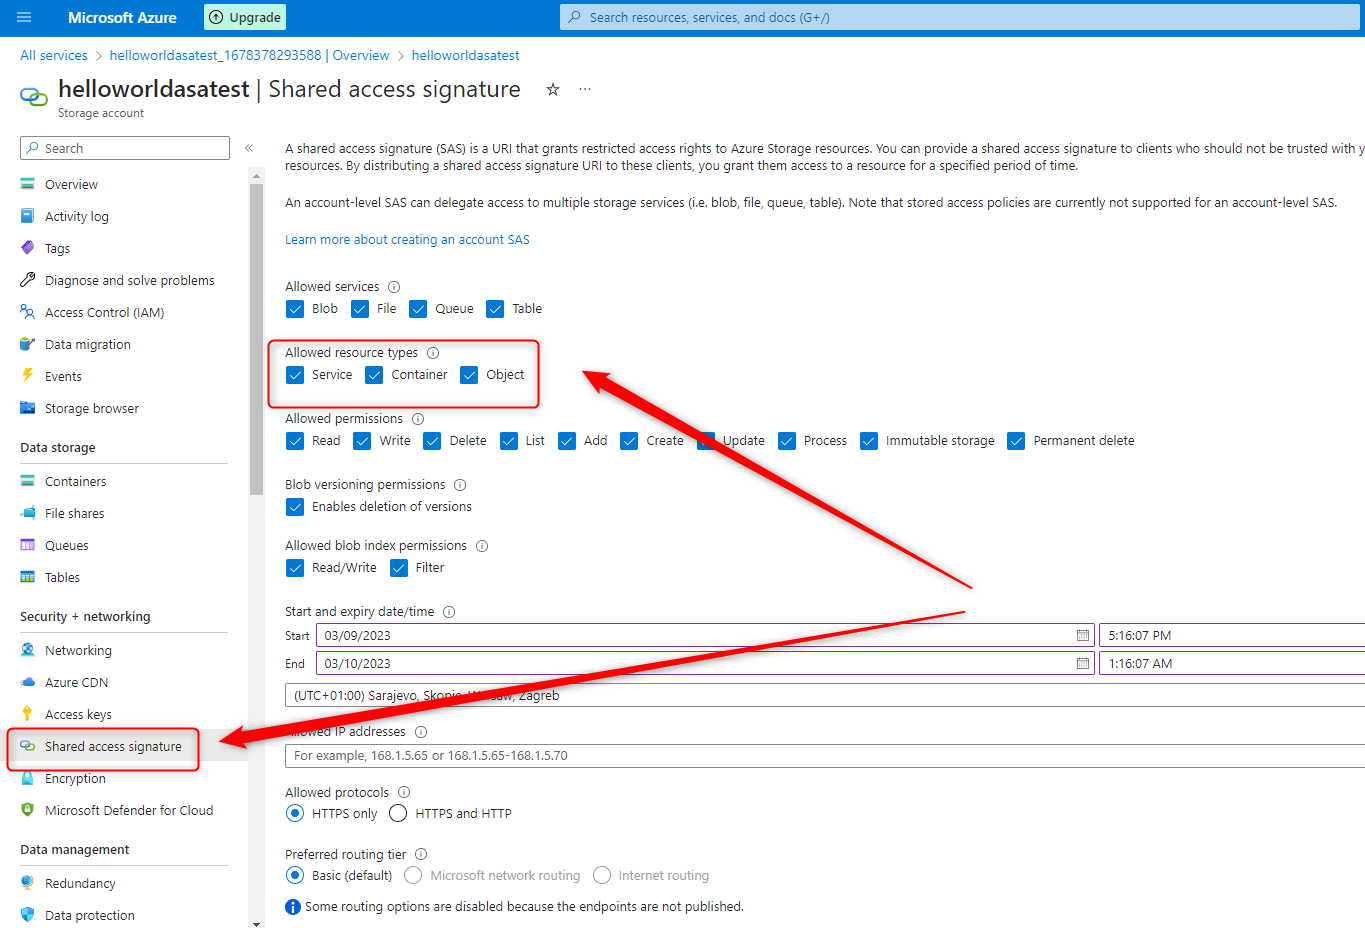 Microsoft Azure
Upgrade
Search resources, services, and docs (G+/)
All services > helloworldasatest_1678378293588 | Overview > helloworldasatest
helloworldasatest | Shared access signature
Storage account
Search
Overview
Activity log
Tags
Diagnose and solve problems
Access Control (IAM)
Data migration
Events
Storage browser
Data storage
Containers
File shares
Queues
Tables
Security + networking
Networking
Azure CDN
Access keys
Shared access signature
Encryption
Microsoft Defender for Cloud
Data management
Redundancy
Data protection
A shared access signature (SAS) is a URI that grants restricted access rights to Azure Storage resources. You can provide a shared access signature to clients who should not be trusted with y
resources. By distributing a shared access signature URI to these clients, you grant them access to a resource for a specified period of time.
An account-level SAS can delegate access to multiple storage services (i.e. blob, file, queue, table). Note that stored access policies are currently not supported for an account-level SAS.
Learn more about creating an account SAS
Allowed services
Blob File Queue Table
Allowed resource types
Service Container Object
Allowed permissions
Read Write Delete List Add Create Update Process Immutable storage Permanent delete
Blob versioning permissions
Enables deletion of versions
Allowed blob index permissions
Read/Write Filter
Start and expiry date/time
Start 03/09/2023 5:16:07 PM
End 03/10/2023 1:16:07 AM
(UTC+01:00) Sarajevo, Skopje, Warsaw, Zagreb
Allowed IP addresses
For example, 168.1.5.65 or 168.1.5.65-168.1.5.70
Allowed protocols
HTTPS only HTTPS and HTTP
Preferred routing tier
Basic (default) Microsoft network routing Internet routing
Some routing options are disabled because the endpoints are not published.